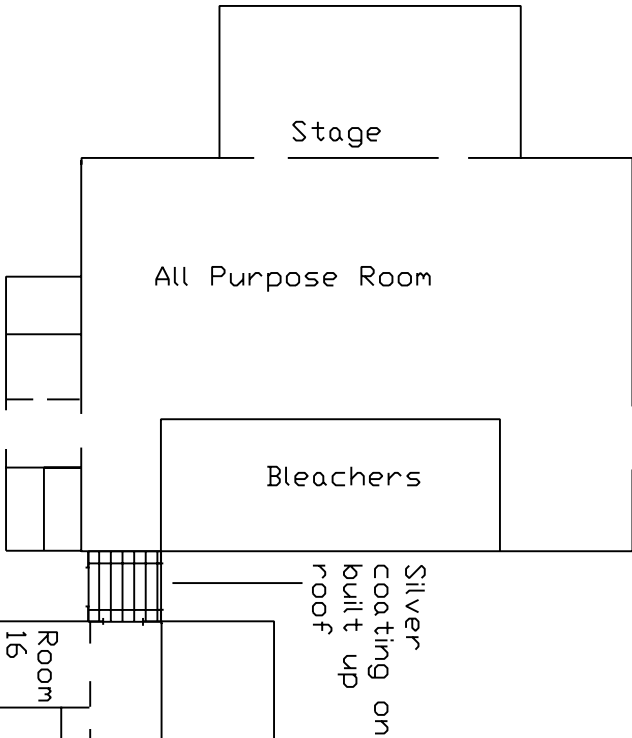 Stage
All Purpose Room
Bleachers
Silver
coating on
built up
roof
Room
16